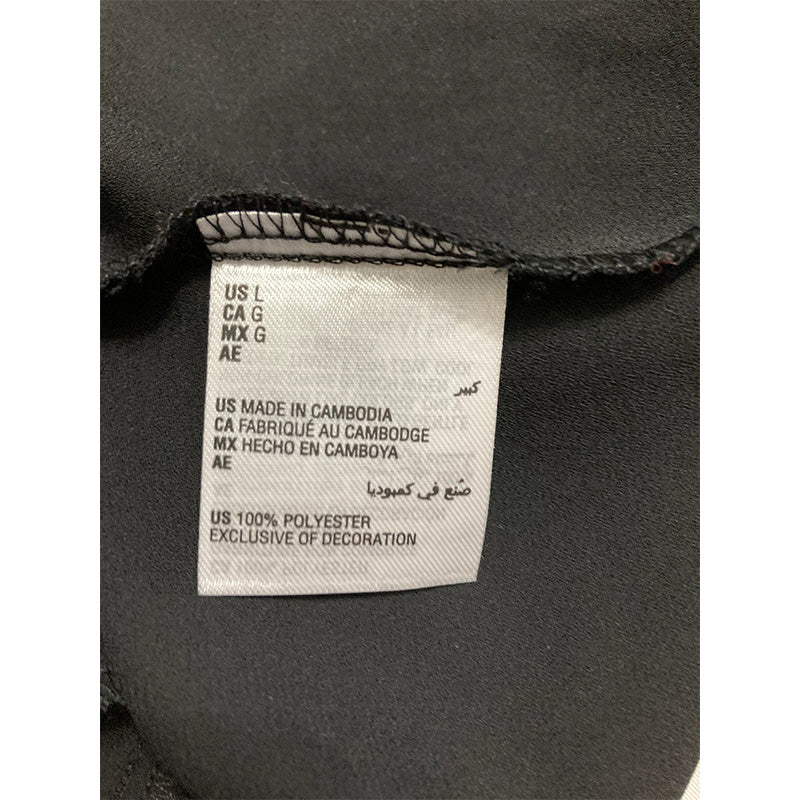 US L
CA G
MX G
AE
كبير
US MADE IN CAMBODIA
CA FABRIQUÉ AU CAMBODGE
MX HECHO EN CAMBOYA
AE
صُنع في كمبوديا
US 100% POLYESTER
EXCLUSIVE OF DECORATION